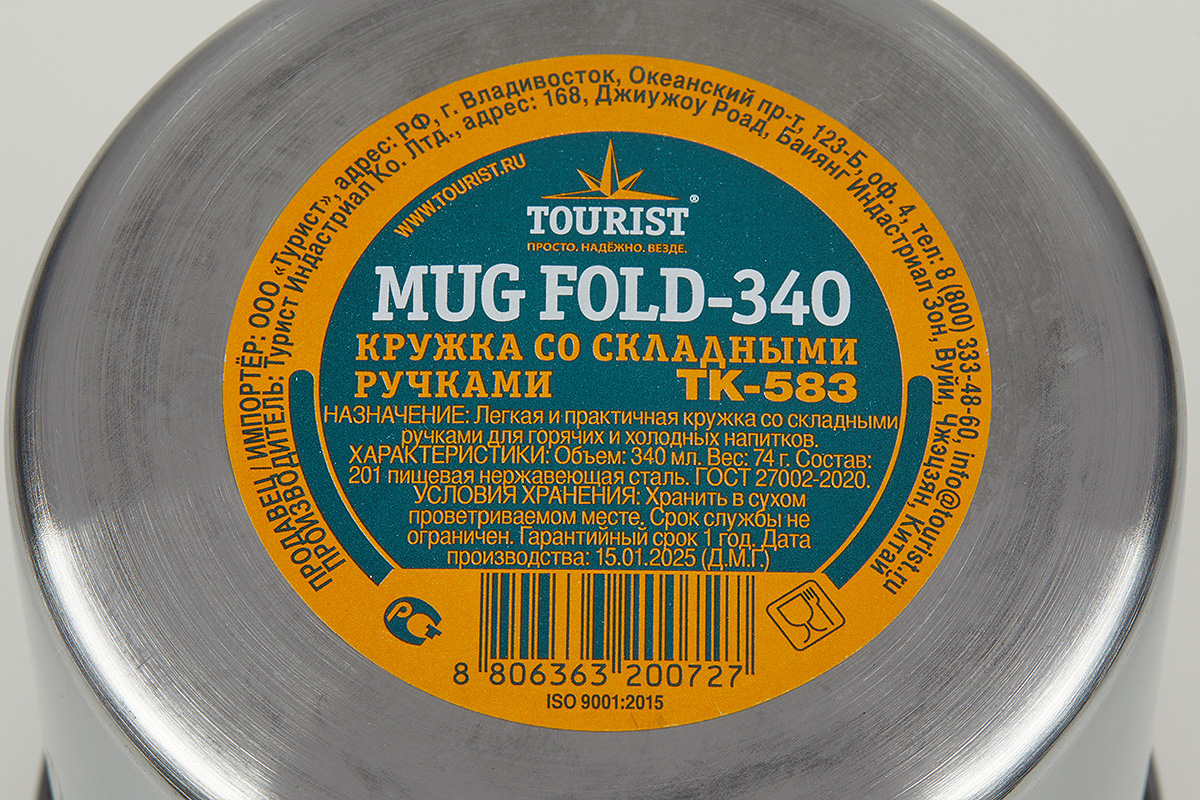 ПРОДАВЕЦ / ИМПОРТЁР: ООО «Турист», адрес: РФ, г. Владивосток, Океанский пр-т, 123-Б, оф. 4, тел: 8 (800) 333-48-60, info@tourist.ru
ПРОИЗВОДИТЕЛЬ: Турист Индастриал Ко. Лтд., адрес: 168, Джиужоу Роад, Баиянг Индастриал Зон, Вуйи, Чжэцзян, Китай
WWW.TOURIST.RU
TOURIST®
ПРОСТО. НАДЁЖНО. ВЕЗДЕ.
MUG FOLD-340
КРУЖКА СО СКЛАДНЫМИ
РУЧКАМИ TK-583
НАЗНАЧЕНИЕ: Легкая и практичная кружка со складными
ручками для горячих и холодных напитков.
ХАРАКТЕРИСТИКИ: Объем: 340 мл. Вес: 74 г. Состав:
201 пищевая нержавеющая сталь. ГОСТ 27002-2020.
УСЛОВИЯ ХРАНЕНИЯ: Хранить в сухом
проветриваемом месте. Срок службы не
ограничен. Гарантийный срок 1 год. Дата
производства: 15.01.2025 (Д.М.Г.)
РСТ
8 806363 200727
ISO 9001:2015